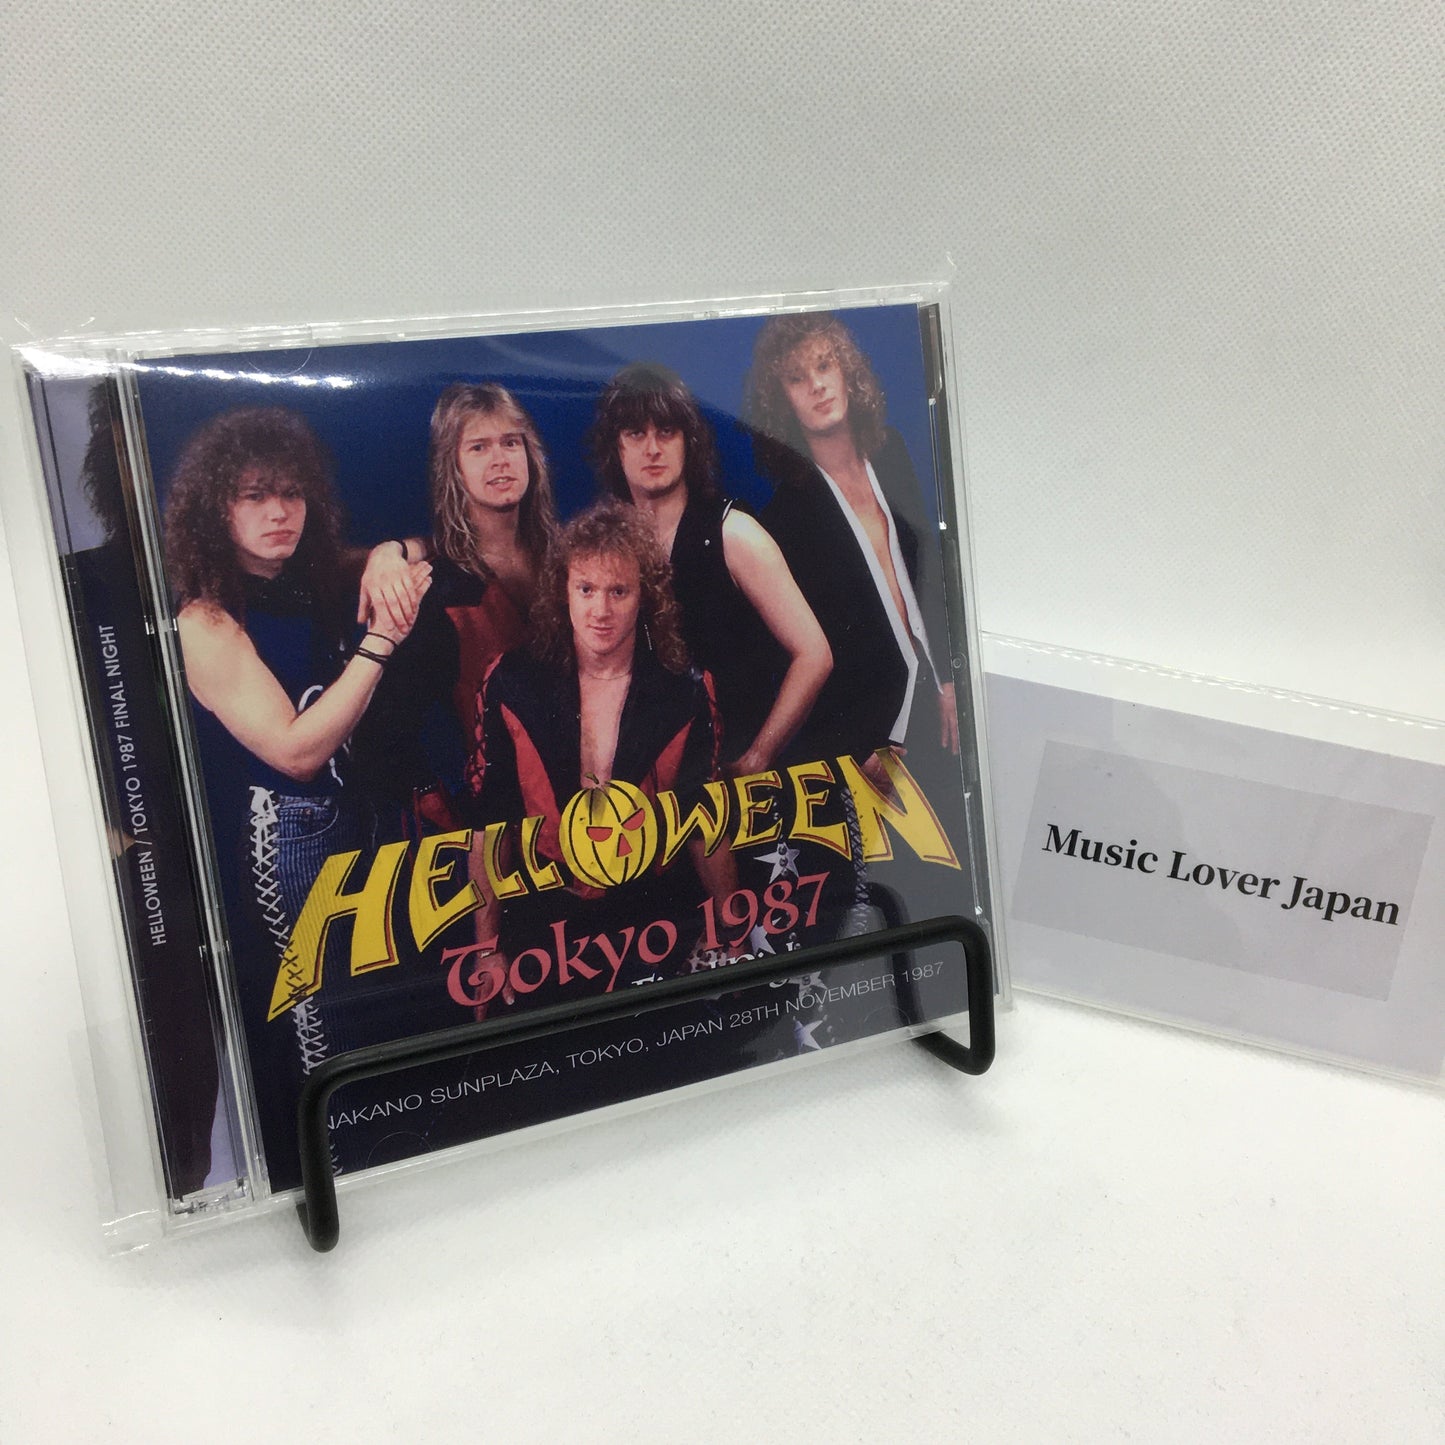 HELLOWEEN / TOKYO 1987 FINAL NIGHT
HELLOWEEN
Tokyo 1987
NAKANO SUNPLAZA, TOKYO, JAPAN 28TH NOVEMBER 1987
Music Lover Japan